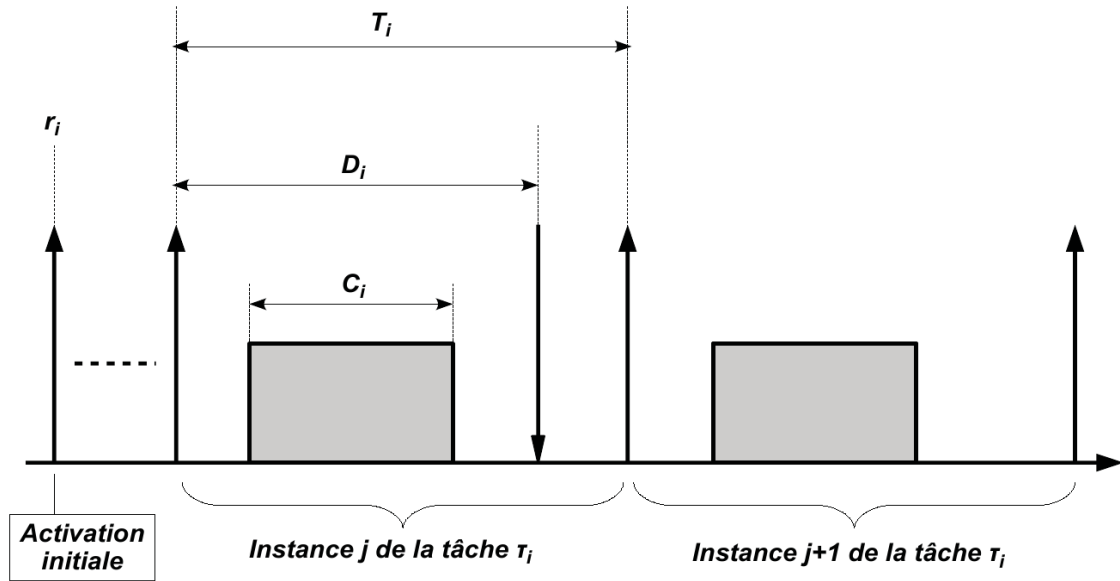 T_i
r_i
D_i
C_i
Activation
initiale
Instance j de la tâche τ_i
Instance j+1 de la tâche τ_i